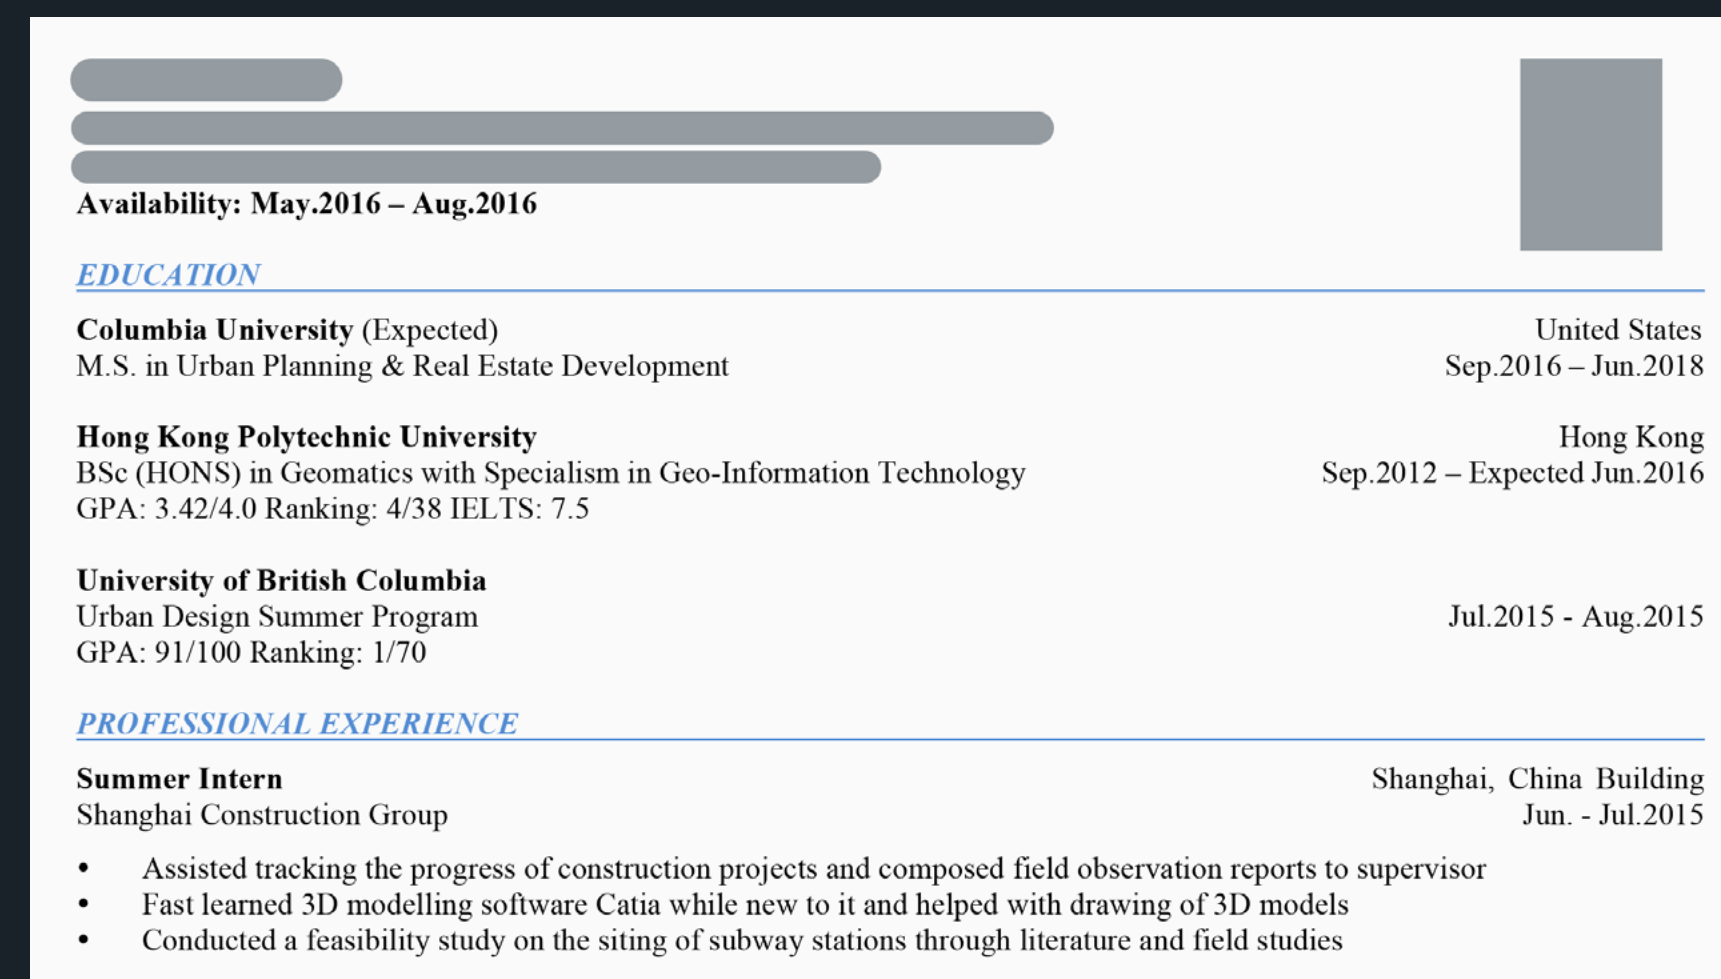 Availability: May.2016 – Aug.2016
EDUCATION
Columbia University (Expected) United States
M.S. in Urban Planning & Real Estate Development Sep.2016 – Jun.2018
Hong Kong Polytechnic University Hong Kong
BSc (HONS) in Geomatics with Specialism in Geo-Information Technology Sep.2012 – Expected Jun.2016
GPA: 3.42/4.0 Ranking: 4/38 IELTS: 7.5
University of British Columbia
Urban Design Summer Program Jul.2015 - Aug.2015
GPA: 91/100 Ranking: 1/70
PROFESSIONAL EXPERIENCE
Summer Intern Shanghai, China Building
Shanghai Construction Group Jun. - Jul.2015
• Assisted tracking the progress of construction projects and composed field observation reports to supervisor
• Fast learned 3D modelling software Catia while new to it and helped with drawing of 3D models
• Conducted a feasibility study on the siting of subway stations through literature and field studies